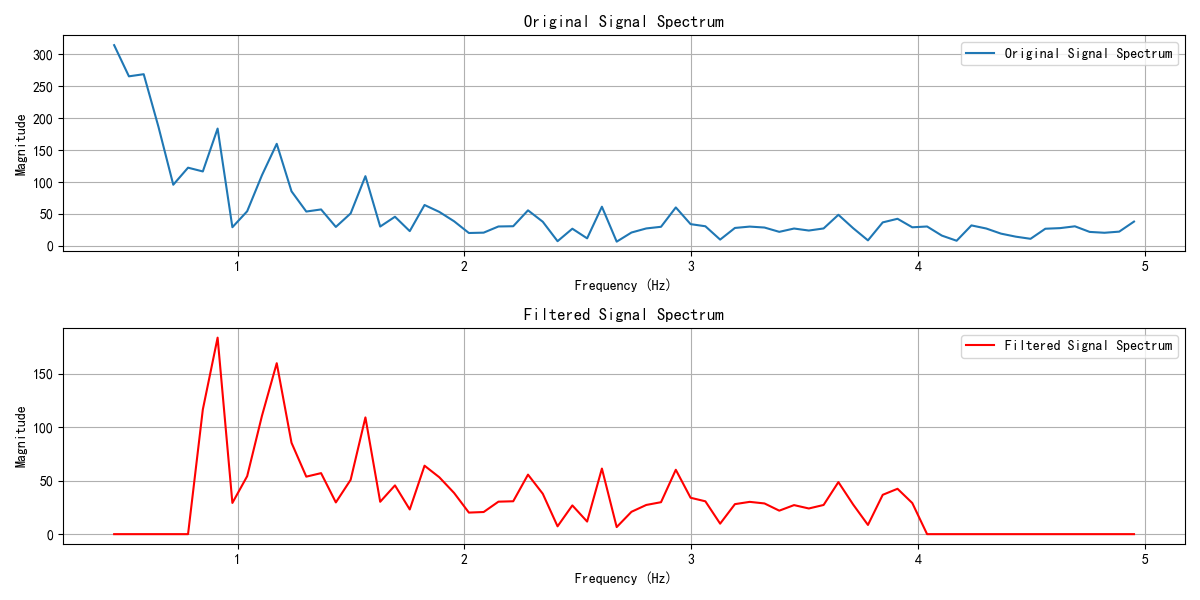 Original Signal Spectrum
Original Signal Spectrum
Magnitude
300
250
200
150
100
50
0
1 2 3 4 5
Frequency (Hz)
Filtered Signal Spectrum
Filtered Signal Spectrum
Magnitude
150
100
50
0
1 2 3 4 5
Frequency (Hz)